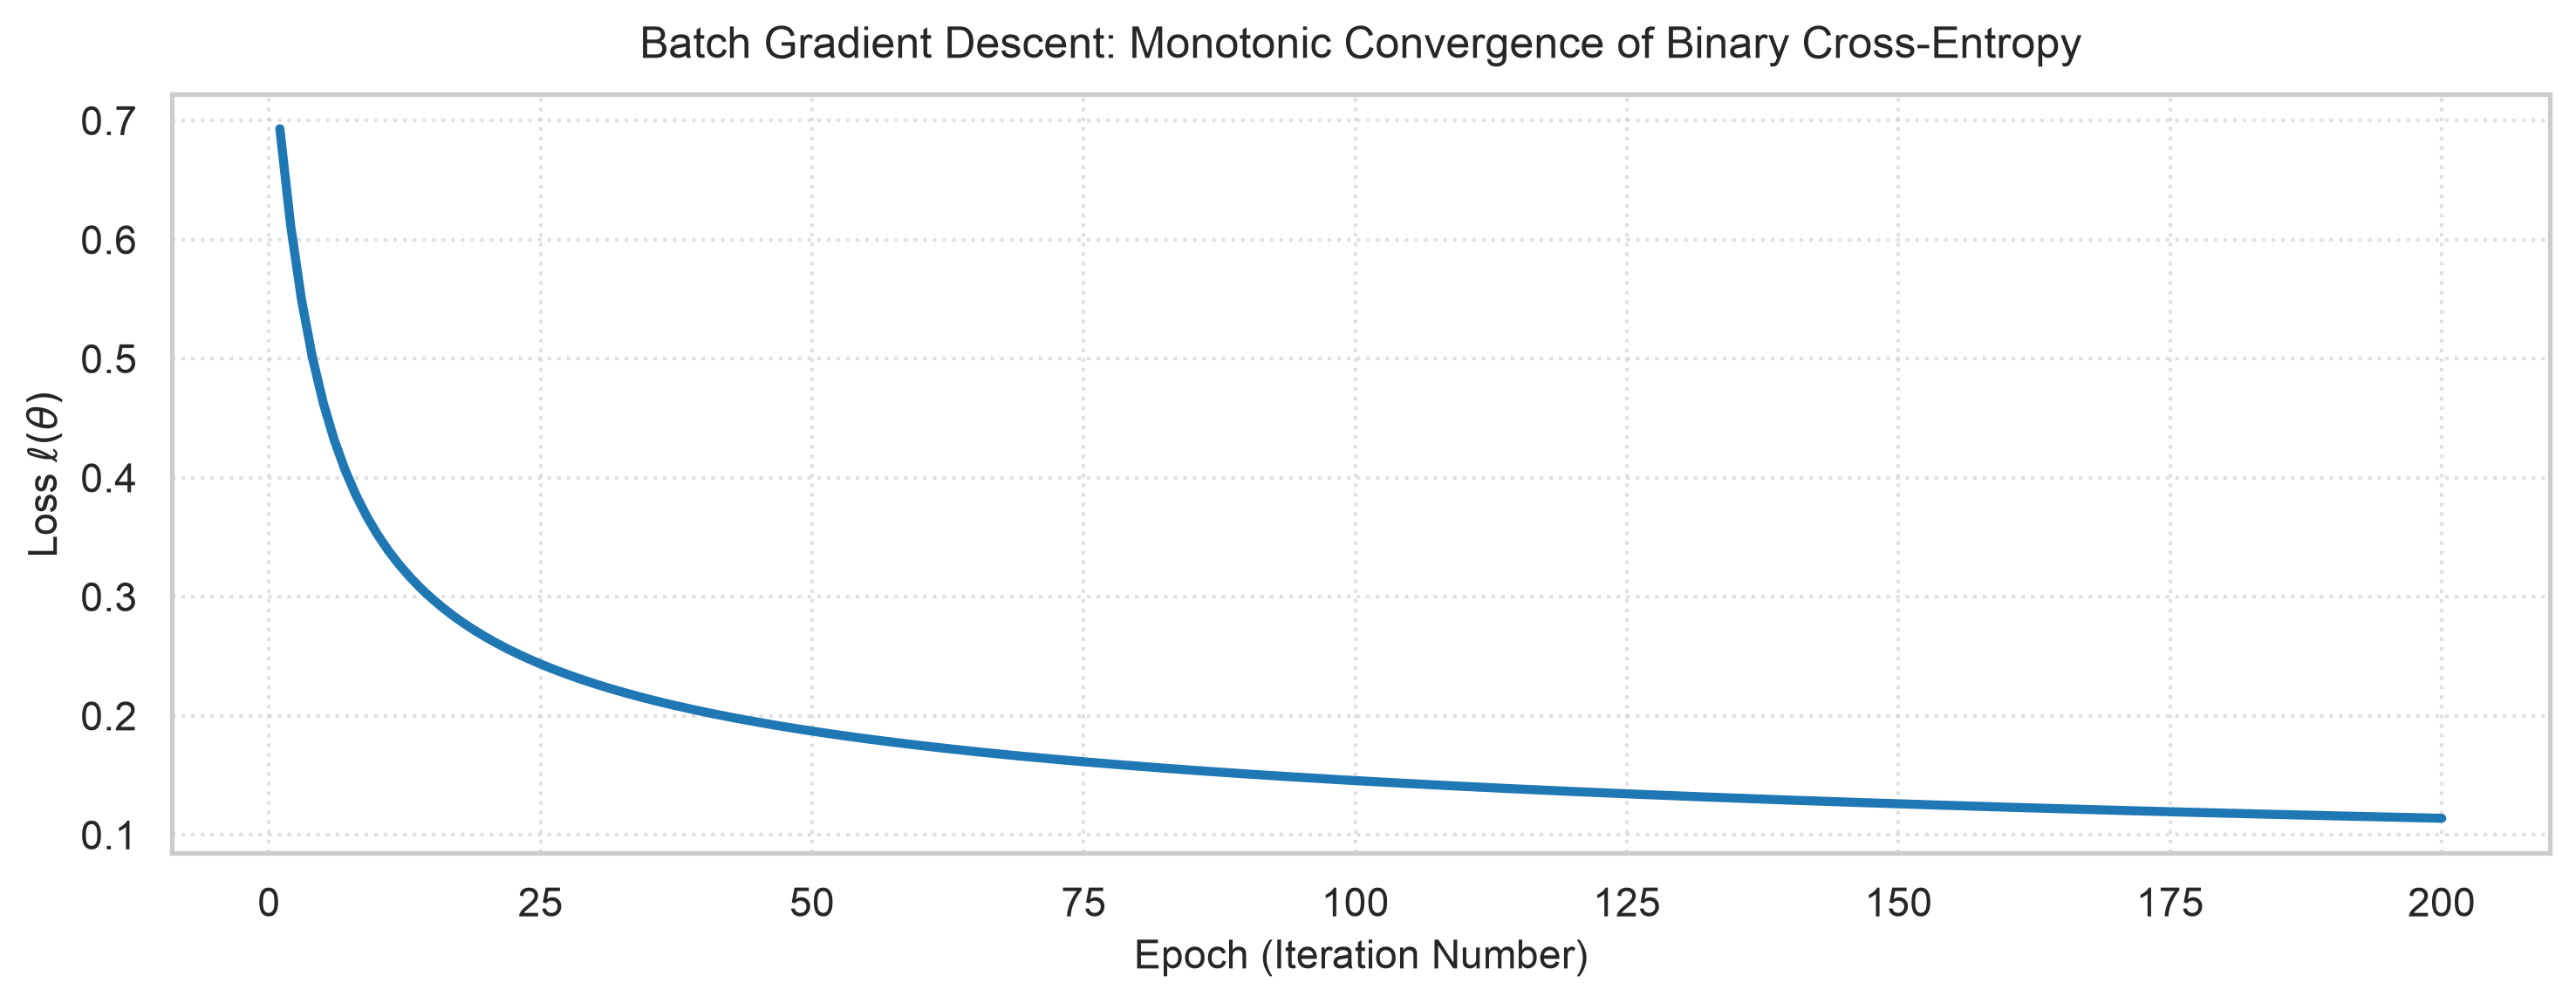 Batch Gradient Descent: Monotonic Convergence of Binary Cross-Entropy
0.7
0.6
0.5
0.4
0.3
0.2
0.1
Loss ℓ(θ)
0 25 50 75 100 125 150 175 200
Epoch (Iteration Number)